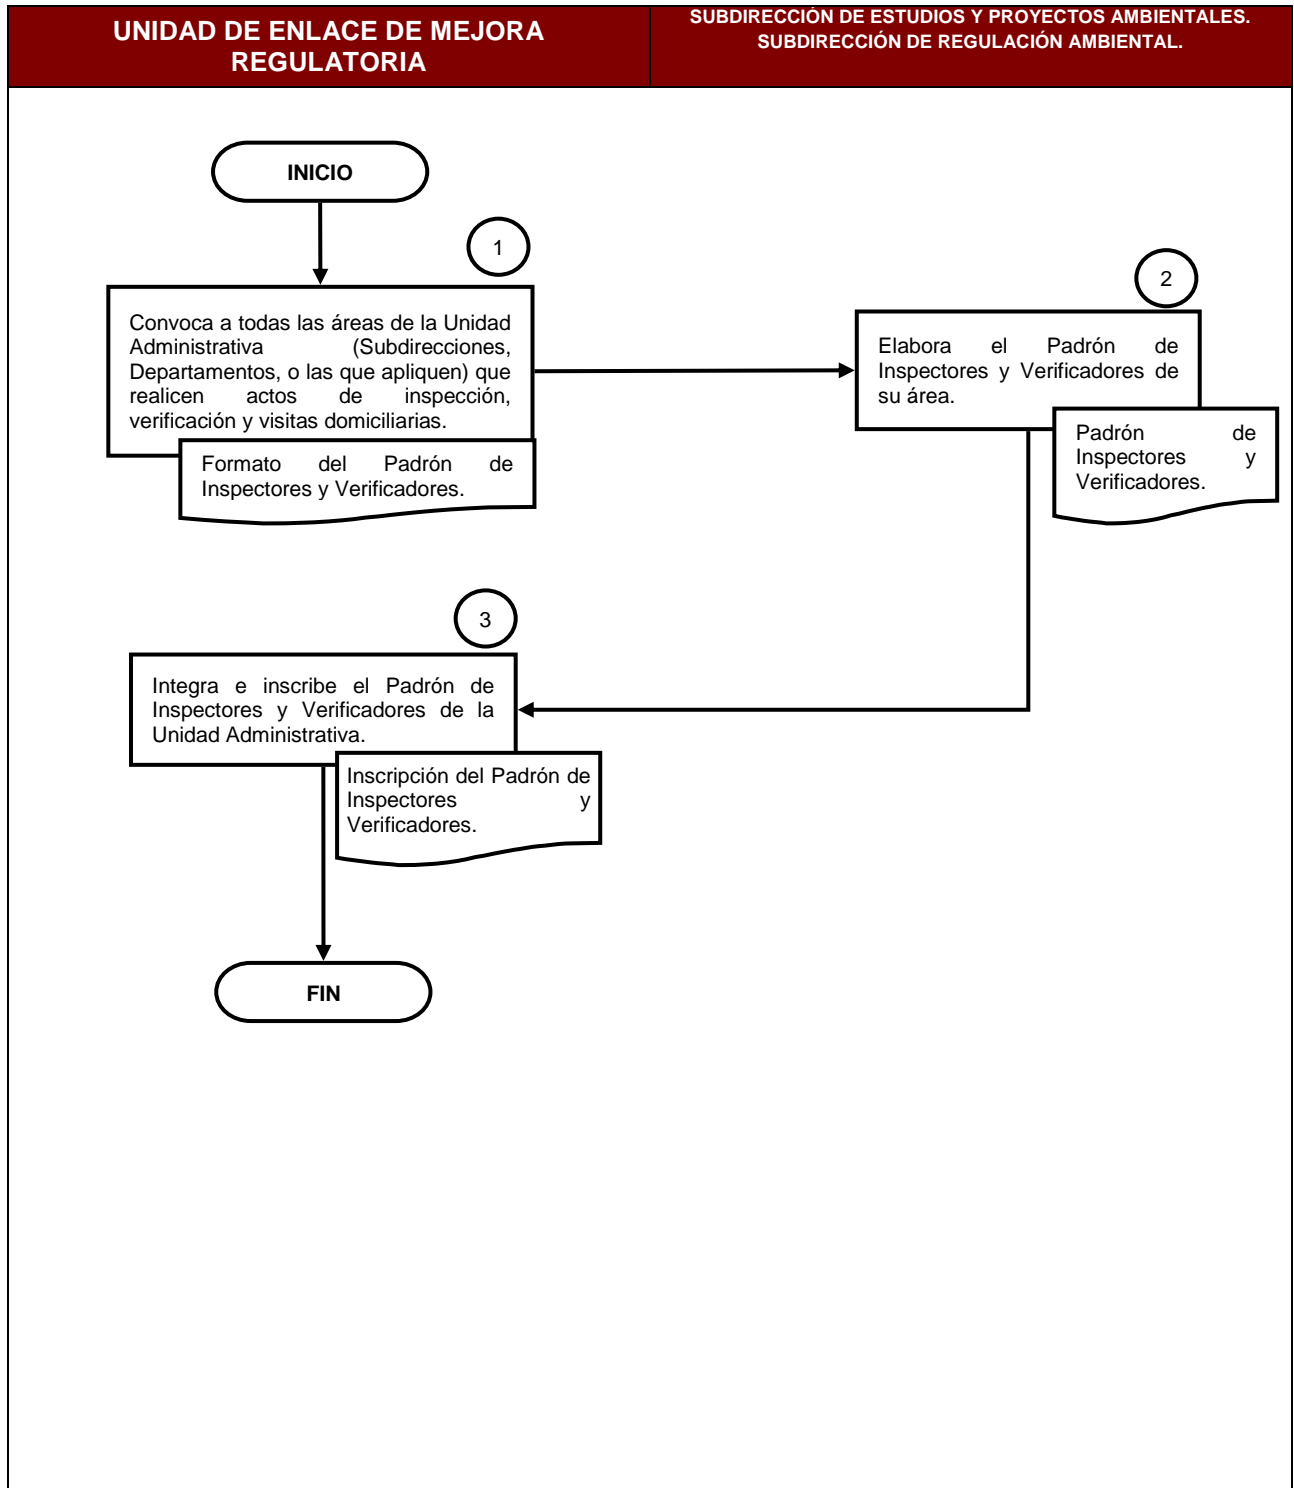 UNIDAD DE ENLACE DE MEJORA
REGULATORIA
SUBDIRECCIÓN DE ESTUDIOS Y PROYECTOS AMBIENTALES.
SUBDIRECCIÓN DE REGULACIÓN AMBIENTAL.
INICIO
1
Convoca a todas las áreas de la Unidad
Administrativa (Subdirecciones,
Departamentos, o las que apliquen) que
realicen actos de inspección,
verificación y visitas domiciliarias.
Formato del Padrón de
Inspectores y Verificadores.
2
Elabora el Padrón de
Inspectores y Verificadores de
su área.
Padrón de
Inspectores y
Verificadores.
3
Integra e inscribe el Padrón de
Inspectores y Verificadores de la
Unidad Administrativa.
Inscripción del Padrón de
Inspectores y
Verificadores.
FIN